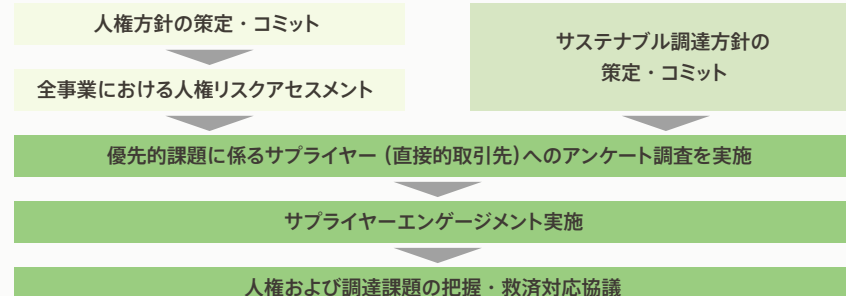 人権方針の策定・コミット
全事業における人権リスクアセスメント
サステナブル調達方針の
策定・コミット
優先的課題に係るサプライヤー（直接的取引先）へのアンケート調査を実施
サプライヤーエンゲージメント実施
人権および調達課題の把握・救済対応協議